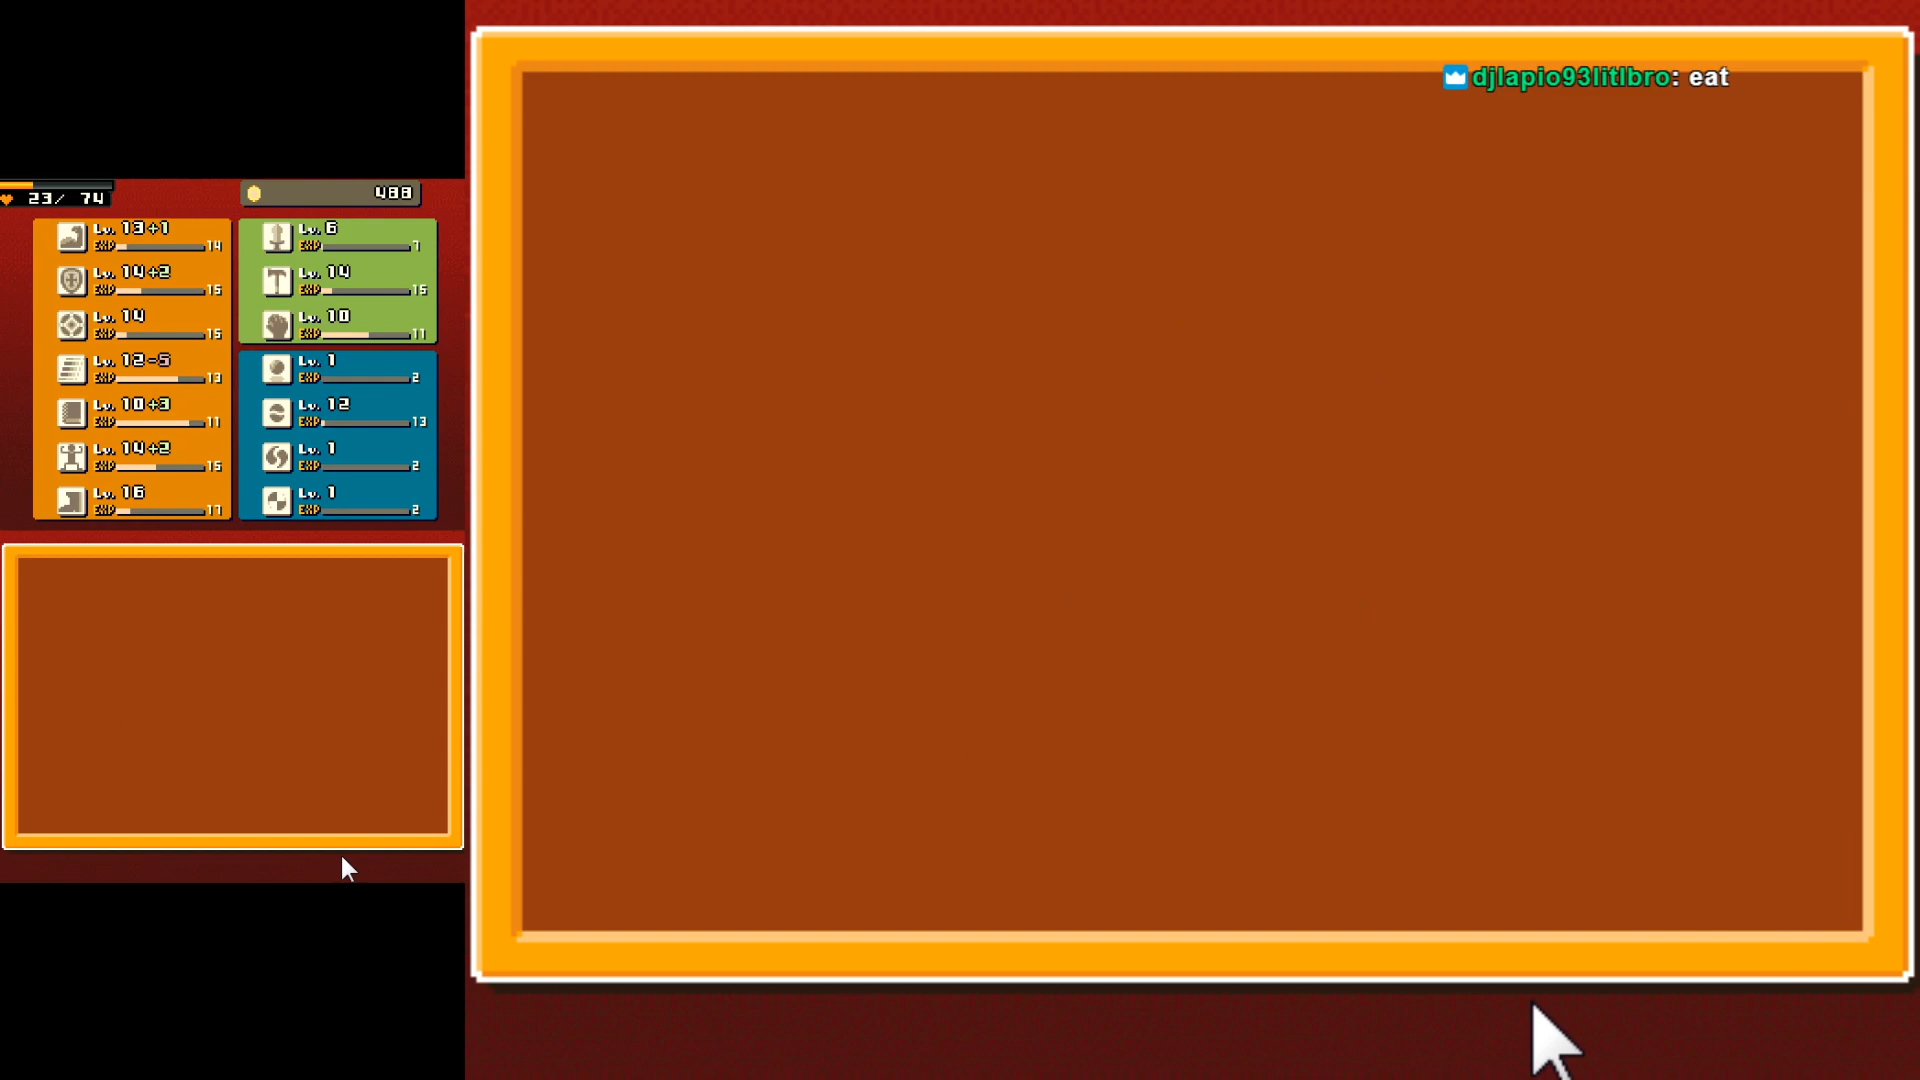 djlapio93litlbro: eat
23/ 74
488
Lv. 13+1
EXP 14
Lv. 14+2
EXP 15
Lv. 14
EXP 15
Lv. 12-5
EXP 13
Lv. 10+3
EXP 11
Lv. 14+2
EXP 15
Lv. 16
EXP 17
Lv. 6
EXP 7
Lv. 14
EXP 15
Lv. 10
EXP 11
Lv. 1
EXP 2
Lv. 12
EXP 13
Lv. 1
EXP 2
Lv. 1
EXP 2